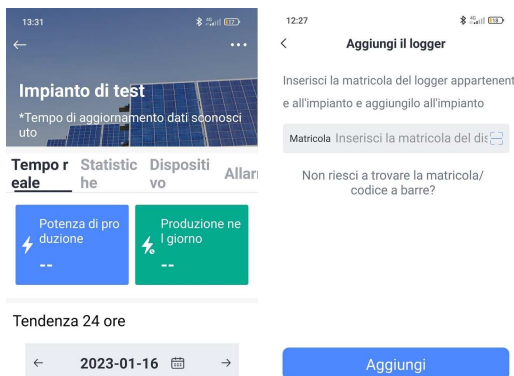 13:31
Impianto di test
*Tempo di aggiornamento dati sconosci
uto
Tempo r
eale
Statistic
he
Dispositi
vo
Allar
Potenza di pro
duzione
--
Produzione ne
l giorno
--
Tendenza 24 ore
2023-01-16
12:27
Aggiungi il logger
Inserisci la matricola del logger appartenent
e all'impianto e aggiungilo all'impianto
Matricola Inserisci la matricola del dis
Non riesci a trovare la matricola/
codice a barre?
Aggiungi